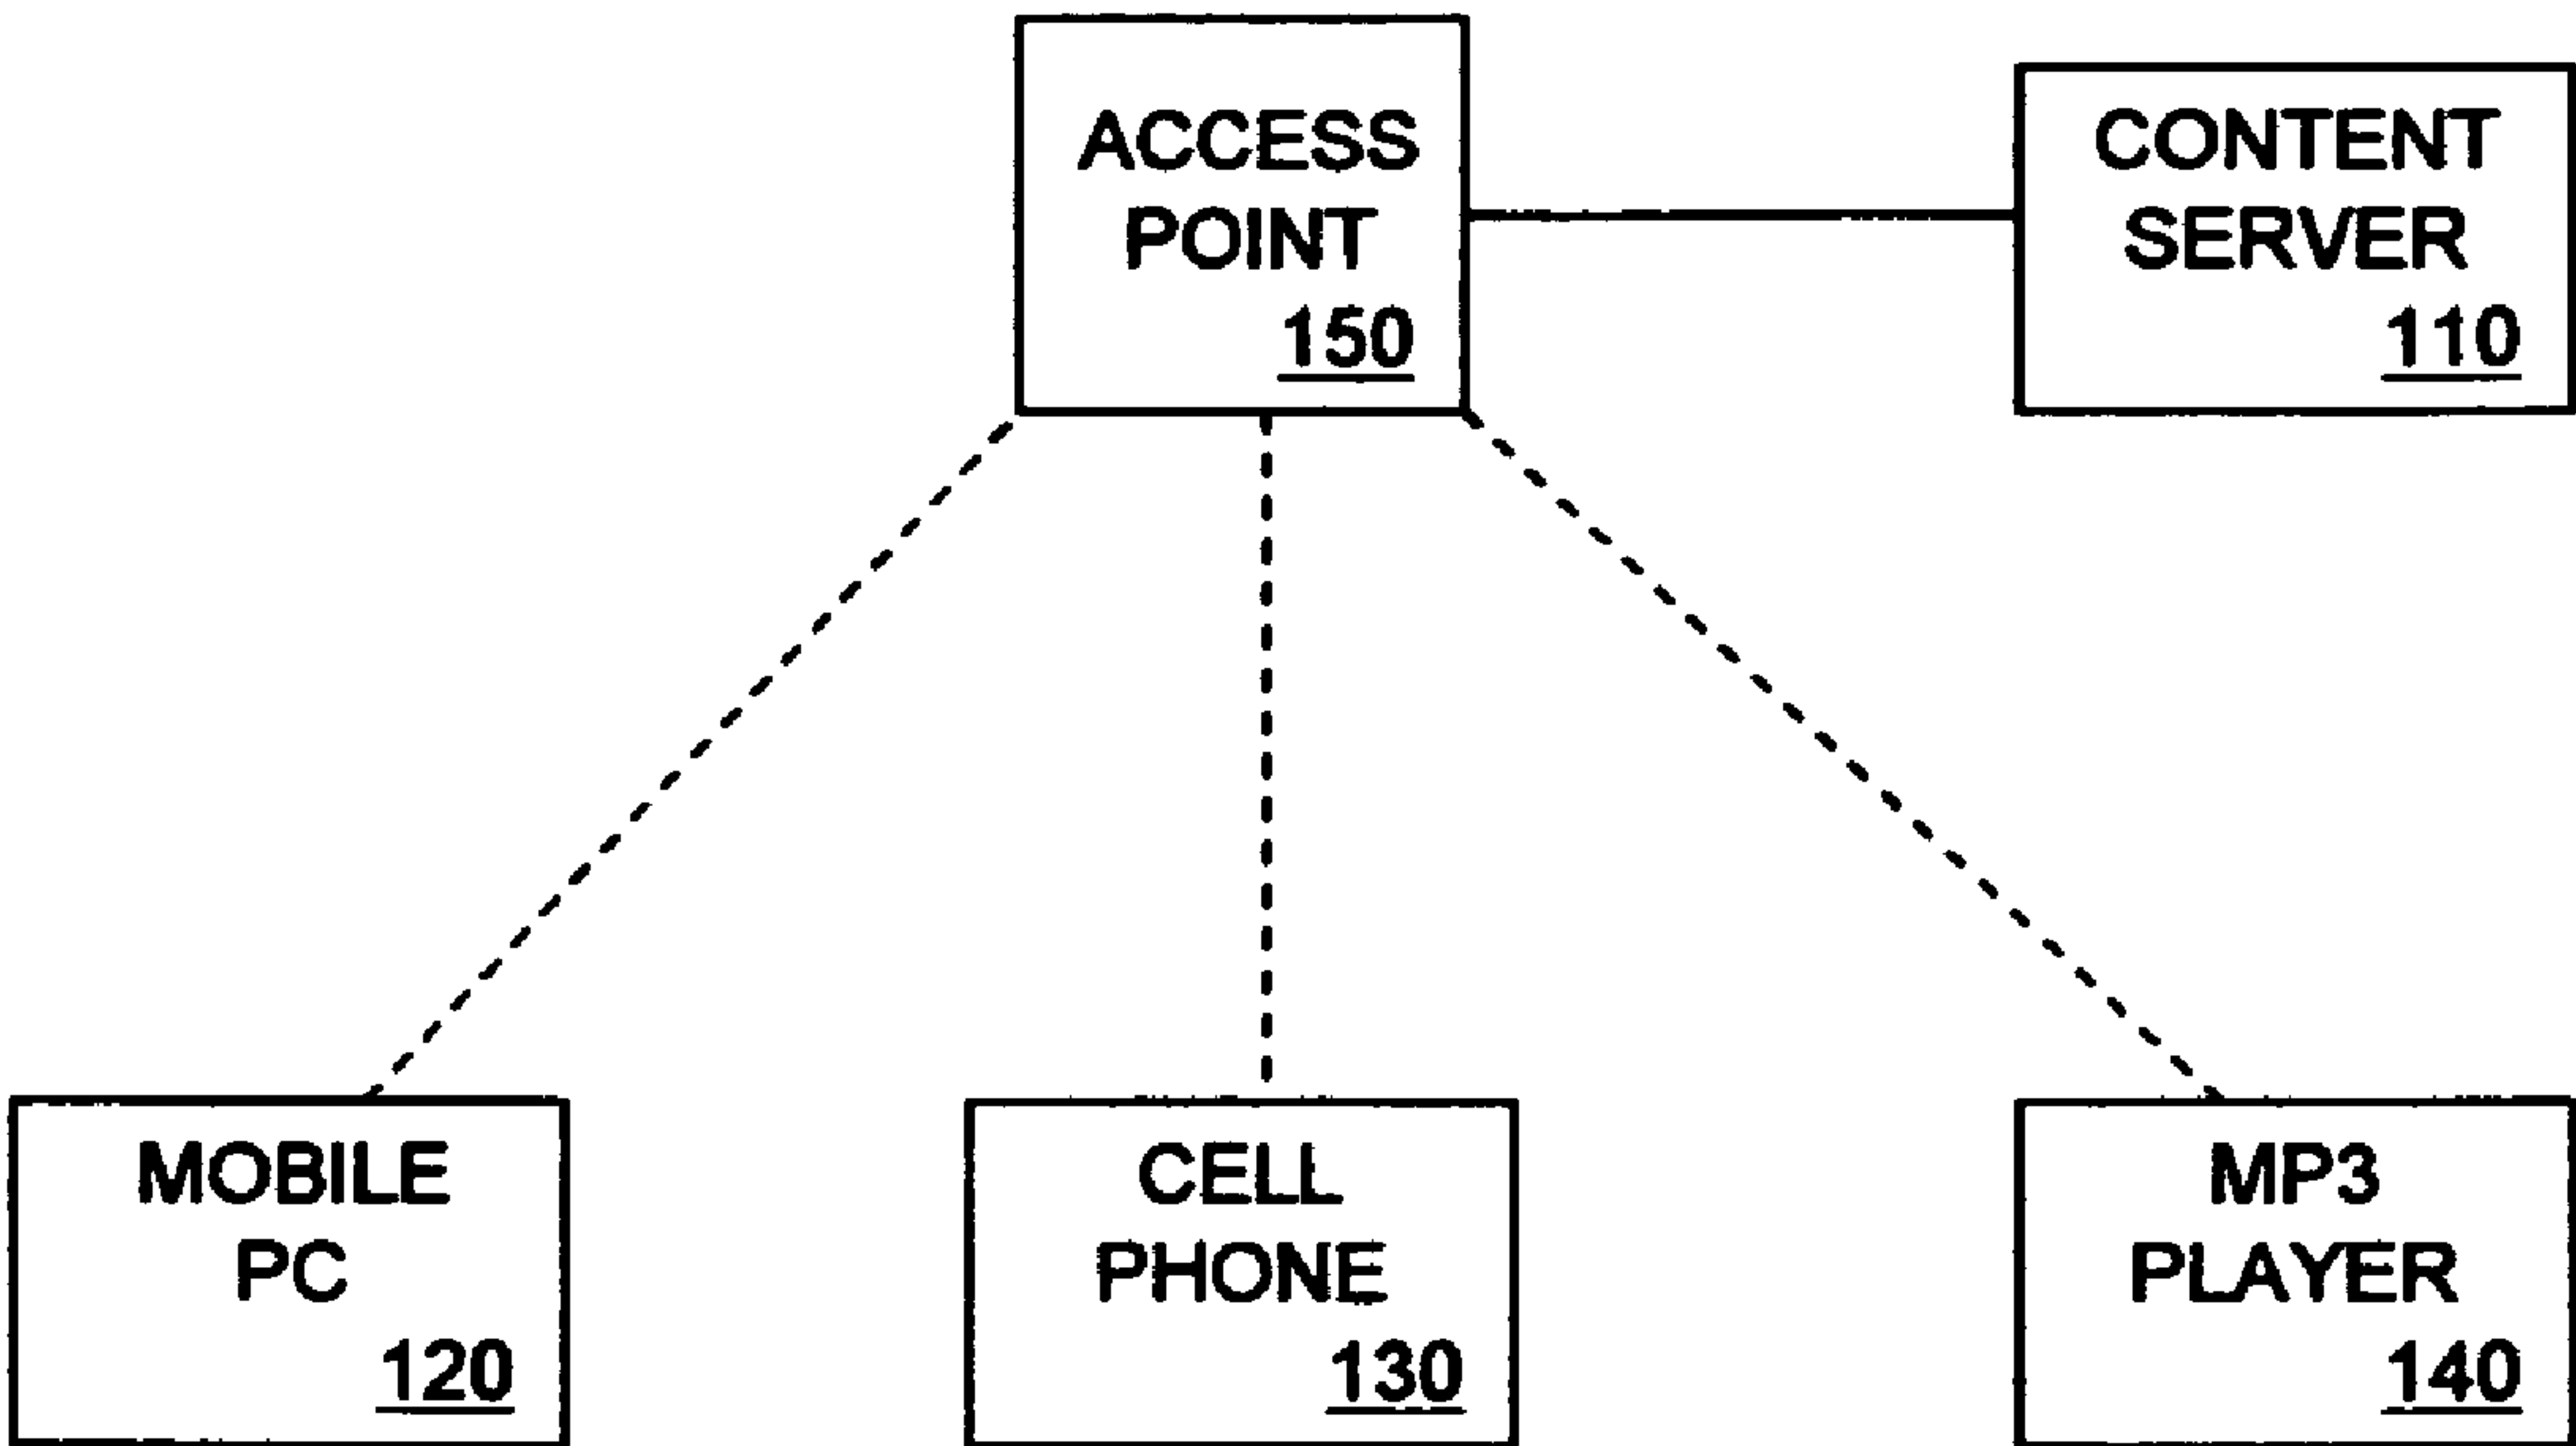 ACCESS
POINT
150
CONTENT
SERVER
110
MOBILE
PC
120
CELL
PHONE
130
MP3
PLAYER
140